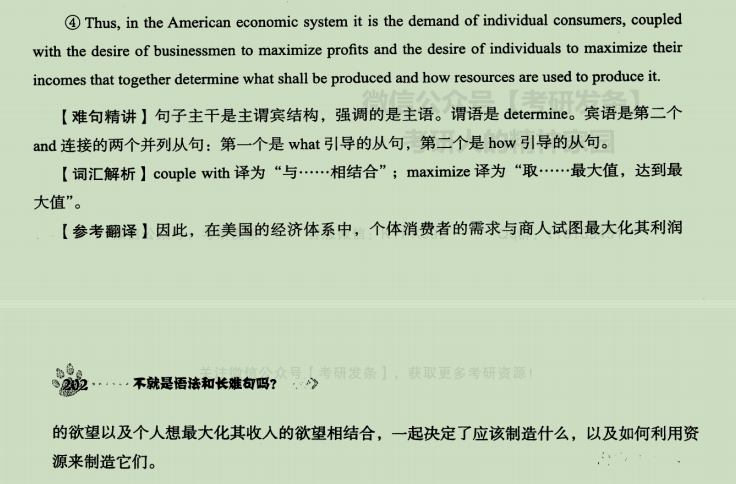 ④ Thus, in the American economic system it is the demand of individual consumers, coupled
with the desire of businessmen to maximize profits and the desire of individuals to maximize their
incomes that together determine what shall be produced and how resources are used to produce it.
微信公众号【考研发条】
考研人的精神家园
【难句精讲】句子主干是主谓宾结构，强调的是主语。谓语是 determine。宾语是第二个
and 连接的两个并列从句：第一个是 what 引导的从句，第二个是 how 引导的从句。
【词汇解析】couple with 译为“与……相结合”；maximize 译为“取……最大值，达到最
大值”。
【参考翻译】因此，在美国的经济体系中，个体消费者的需求与商人试图最大化其利润
关注微信公众号【考研发条】，获取更多考研资源！
202 ······ 不就是语法和长难句吗？
的欲望以及个人想最大化其收入的欲望相结合，一起决定了应该制造什么，以及如何利用资
源来制造它们。